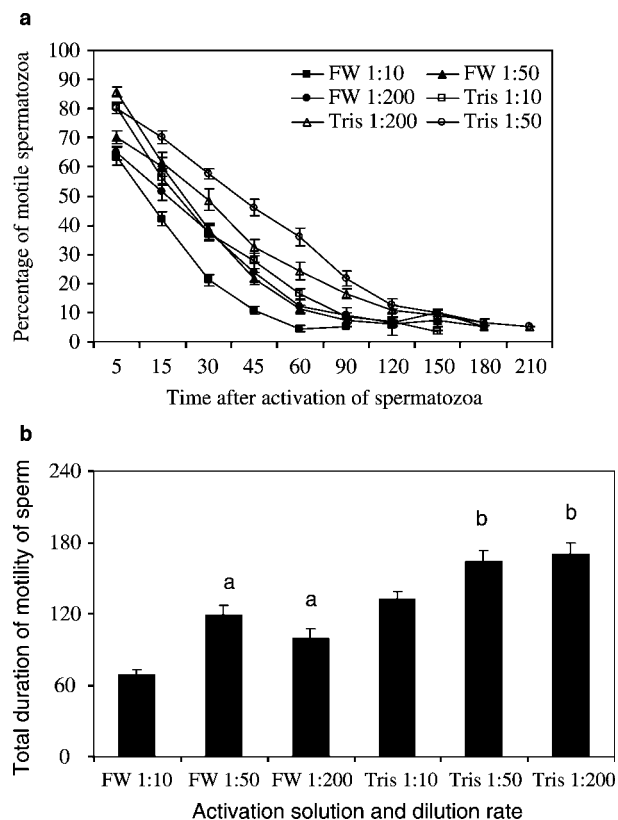 a
100
90
80
70
60
50
40
30
20
10
0
Percentage of motile spermatozoa
FW 1:10
FW 1:50
FW 1:200
Tris 1:10
Tris 1:200
Tris 1:50
5 15 30 45 60 90 120 150 180 210
Time after activation of spermatozoa
b
240
180
120
60
0
Total duration of motility of sperm
a
a
b
b
FW 1:10 FW 1:50 FW 1:200 Tris 1:10 Tris 1:50 Tris 1:200
Activation solution and dilution rate